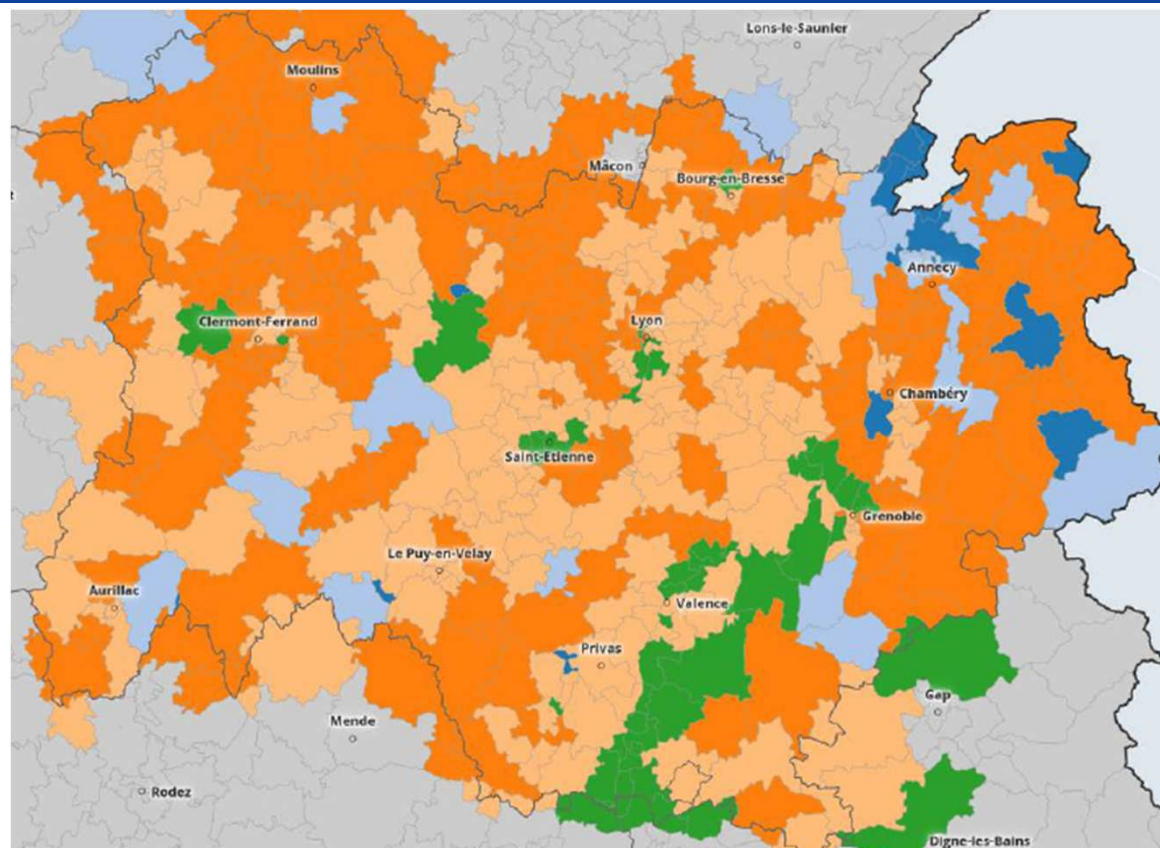 Lons-le-Saunier
Moulins
Mâcon
Bourg-en-Bresse
Annecy
Clermont-Ferrand
Lyon
Chambéry
Saint-Etienne
Grenoble
Le Puy-en-Velay
Aurillac
Valence
Privas
Gap
Mende
Rodez
Digne-les-Bains